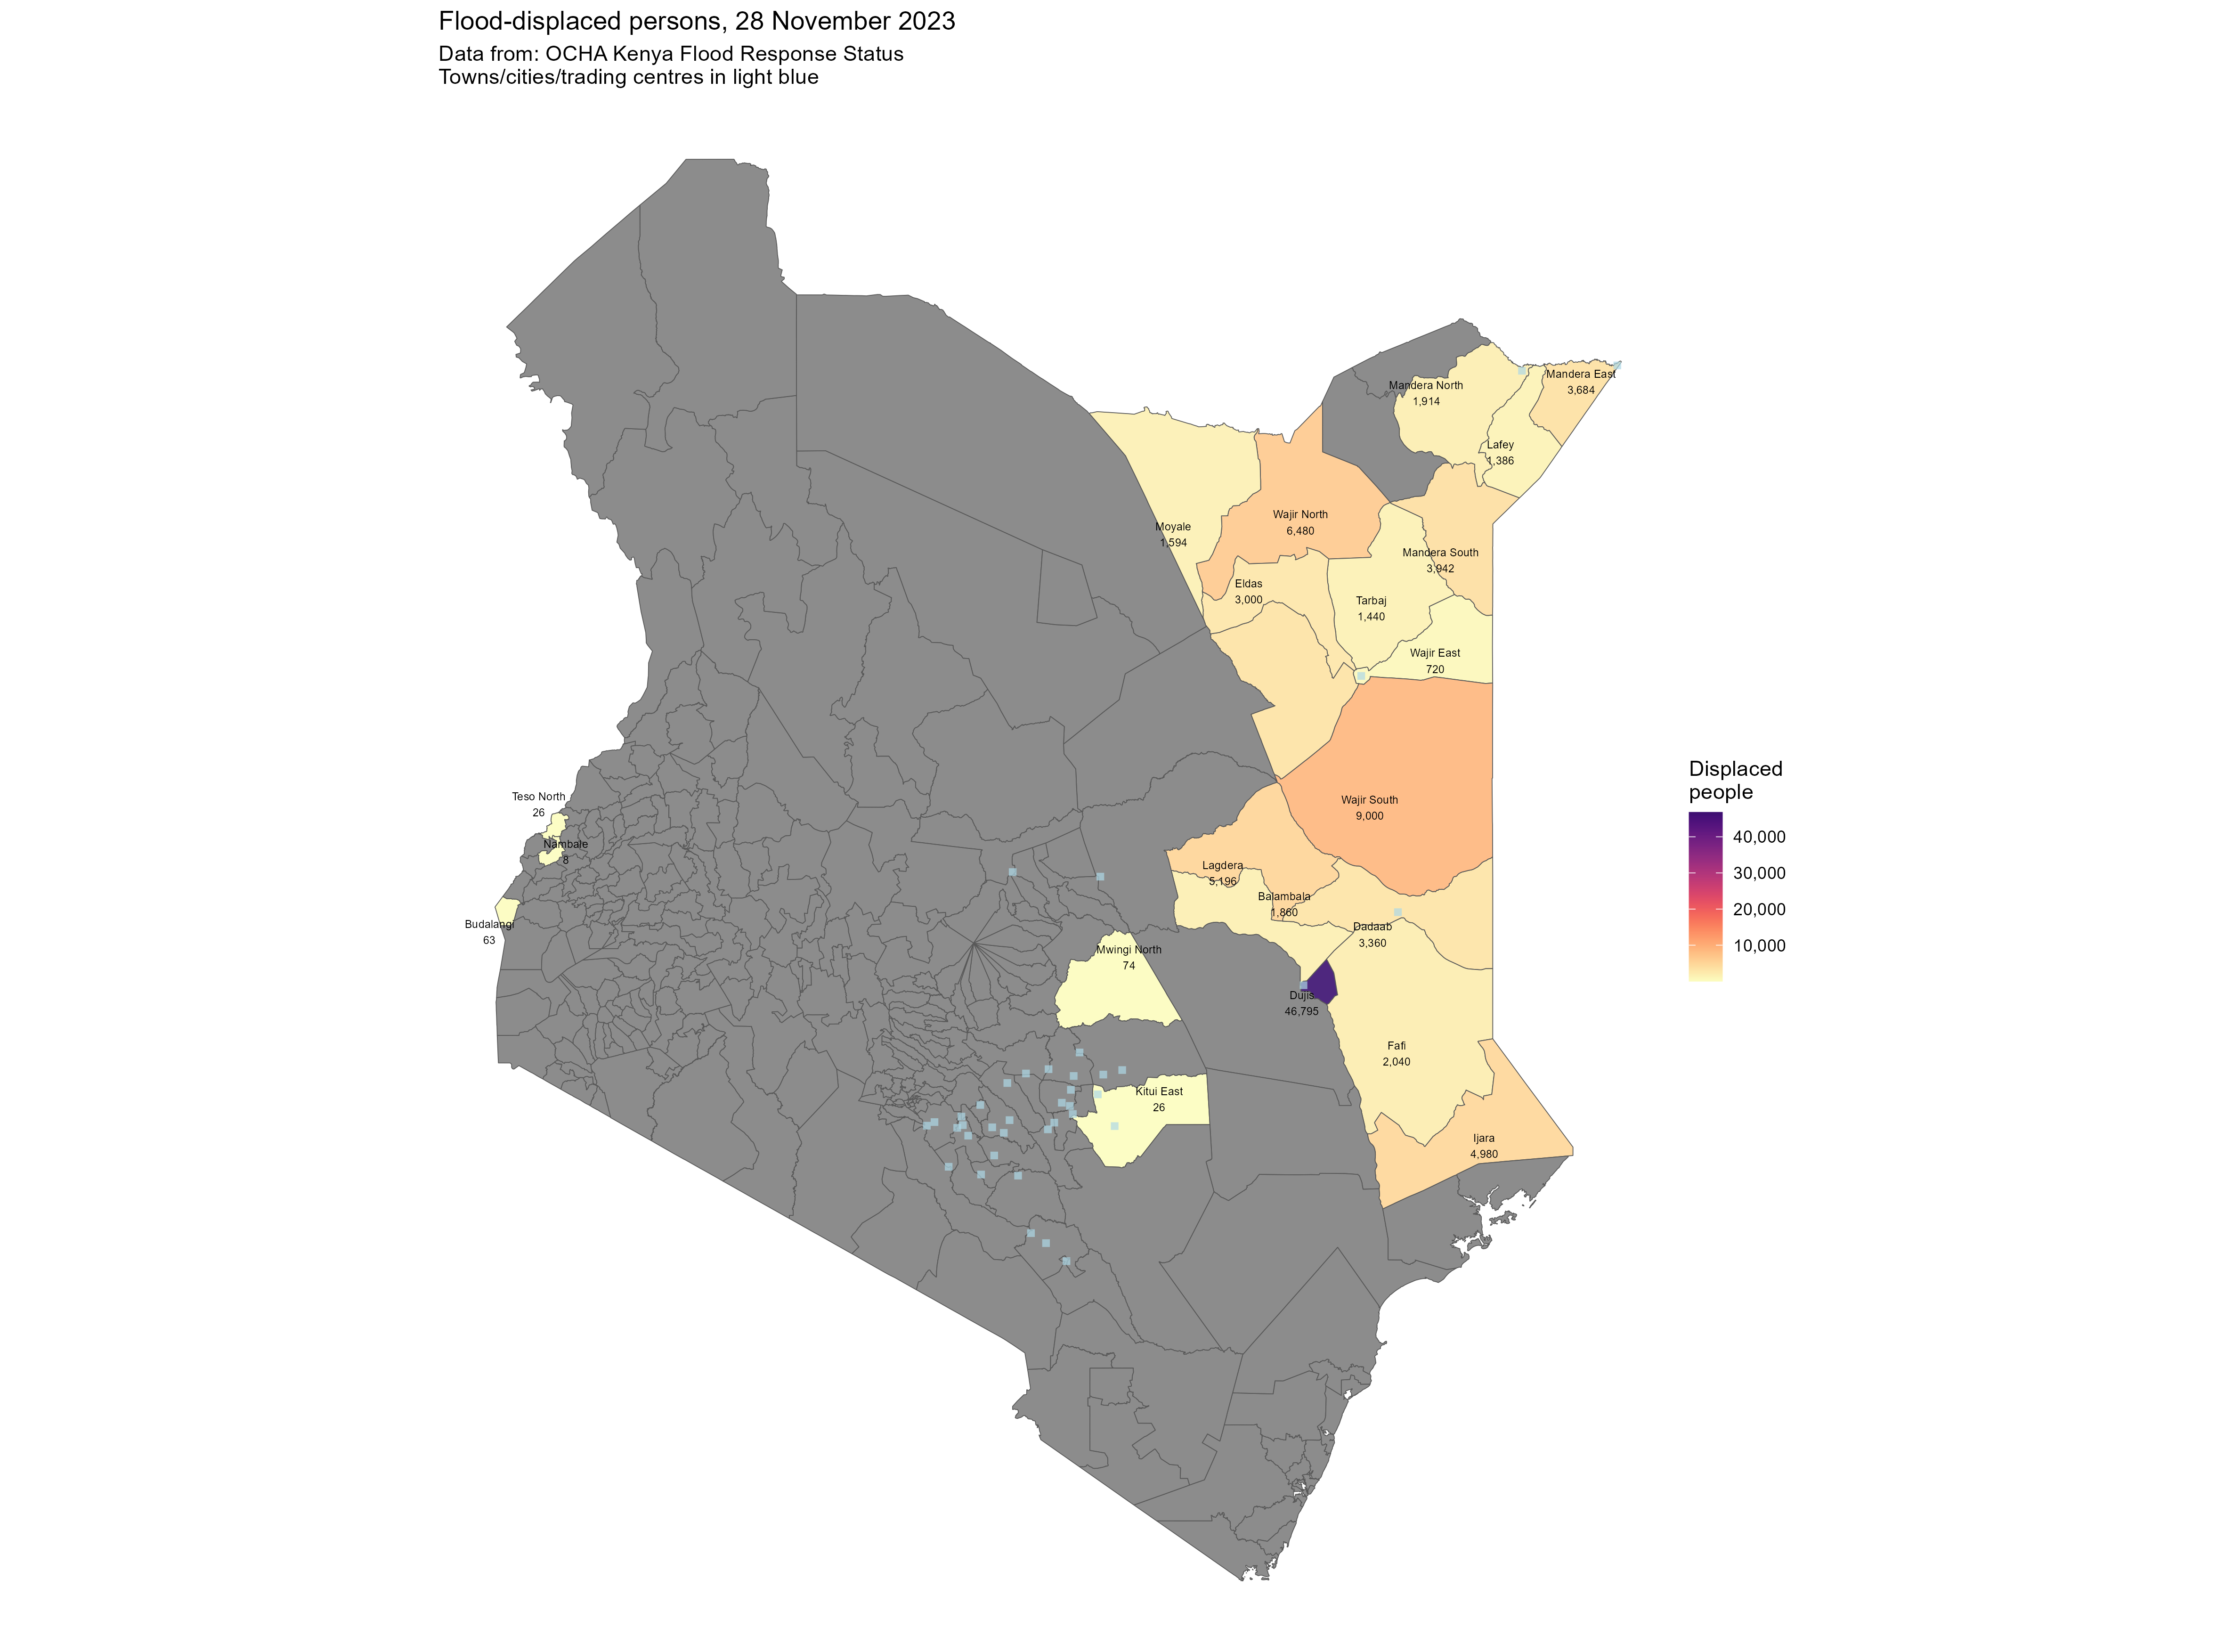 Flood-displaced persons, 28 November 2023
Data from: OCHA Kenya Flood Response Status
Towns/cities/trading centres in light blue
Mandera East
3,684
Mandera North
1,914
Lafey
1,386
Wajir North
6,480
Moyale
1,594
Mandera South
3,942
Eldas
3,000
Tarbaj
1,440
Wajir East
720
Displaced
people
40,000
30,000
20,000
10,000
Teso North
26
Wajir South
9,000
Nambale
8
Lagdera
5,196
Balambala
1,860
Budalangi
63
Dadaab
3,360
Mwingi North
74
Dujis
46,795
Fafi
2,040
Kitui East
26
Ijara
4,980